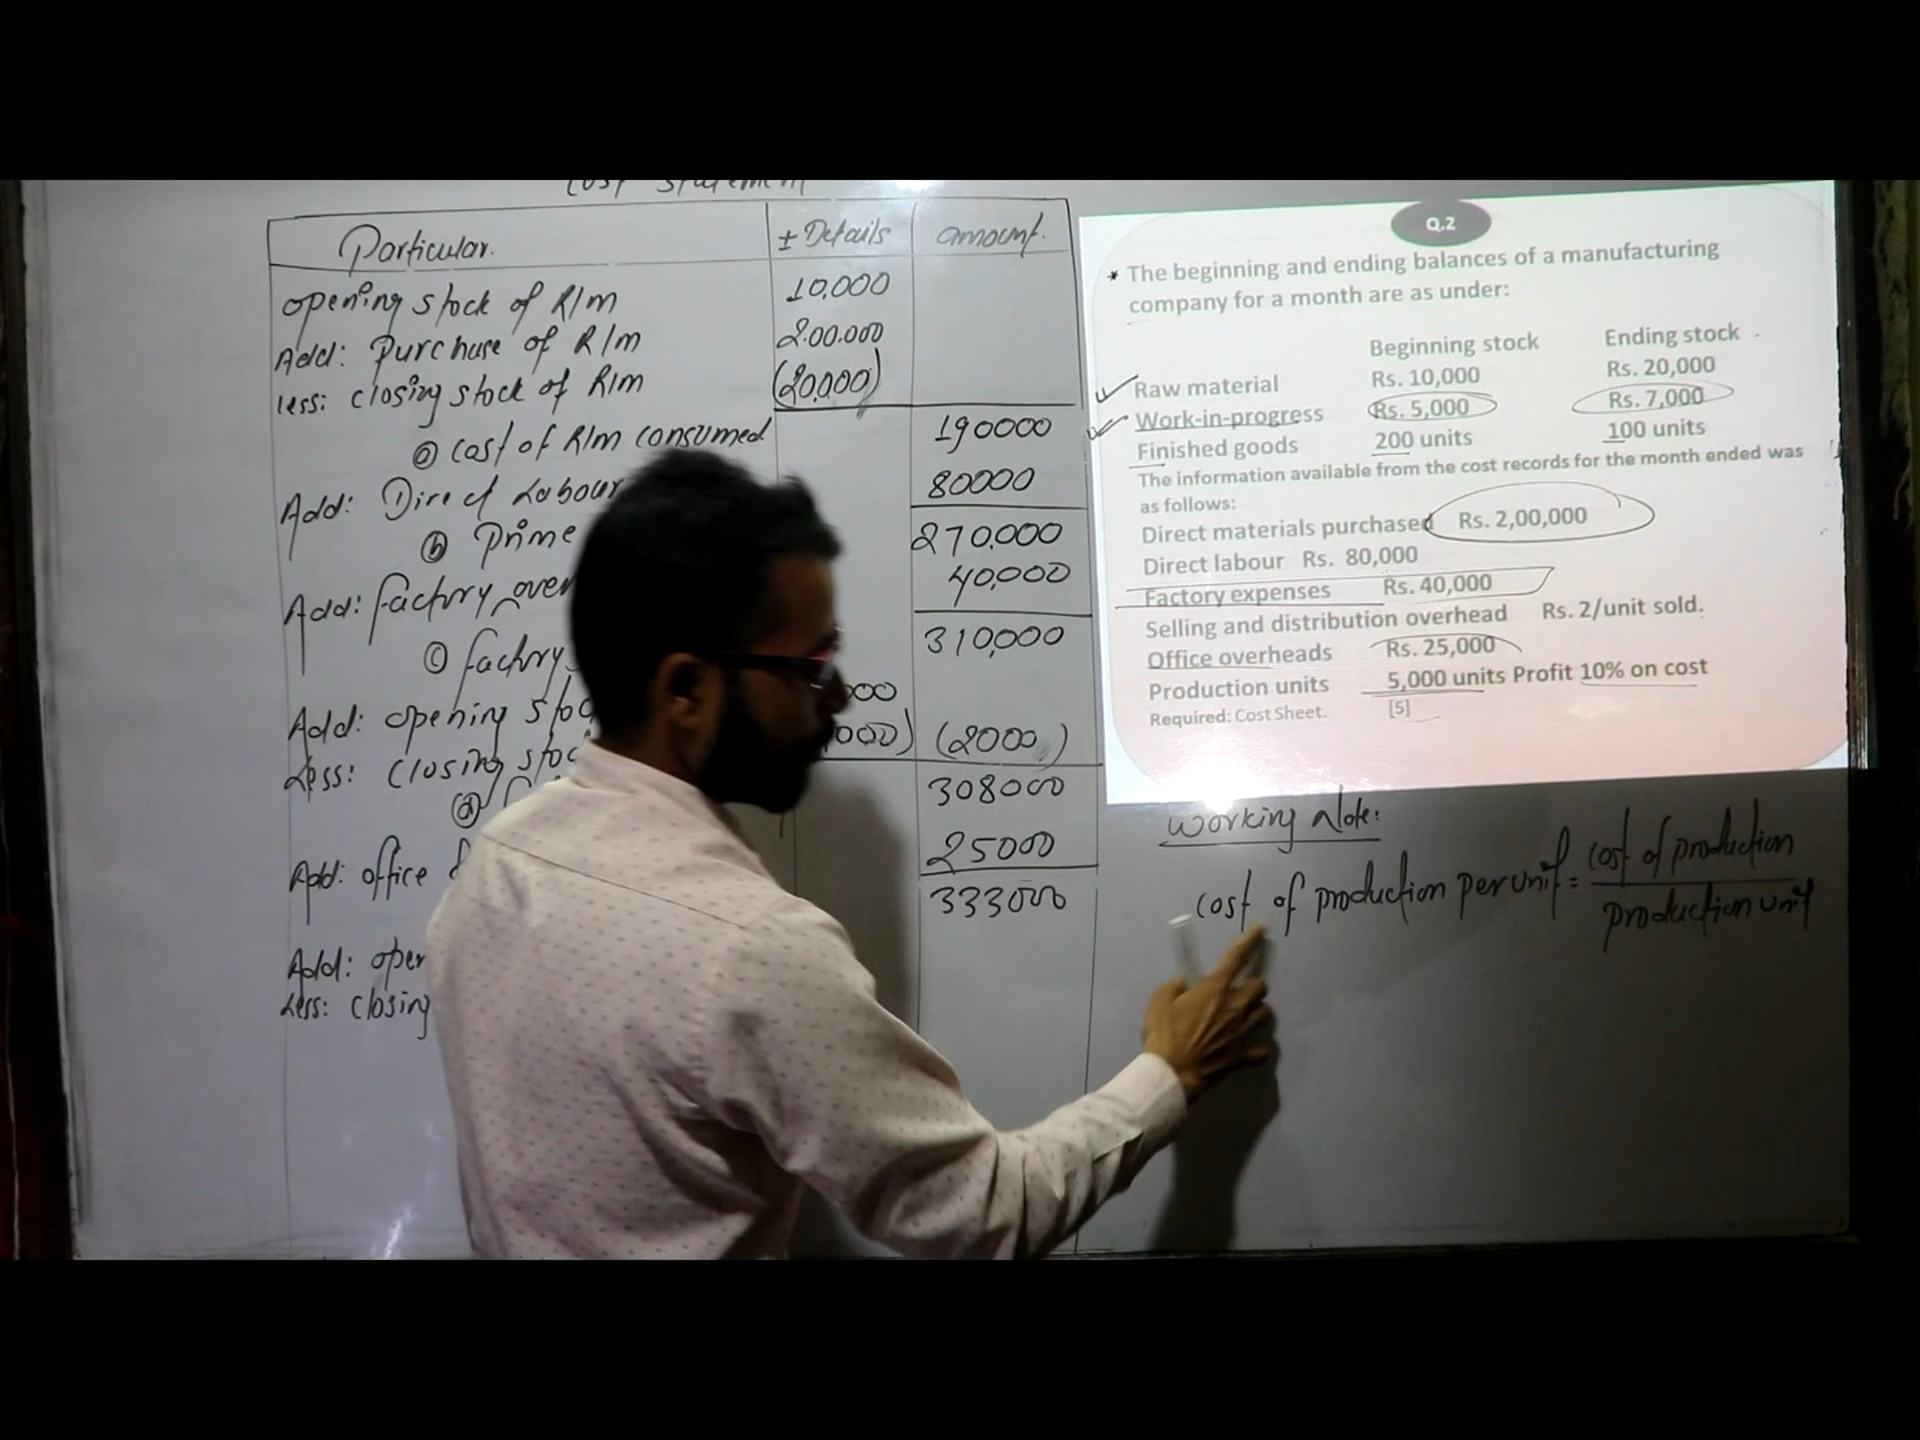 Cost Statement
Particular.
± Details
amount.
opening stock of R/m
10,000
Add: Purchase of R/m
2.00.000
less: closing stock of R/m
(20,000)
@ Cost of R/m consumed
190000
Add: Direct Labour
80000
ⓑ Prime
270,000
Add: factory over
40,000
ⓒ factory
310,000
Add: opening stoc
000
Less: closing stoc
000)
(2000)
ⓓ
308000
Add: office
25000
333000
Add: oper
Less: closing
Q.2
* The beginning and ending balances of a manufacturing
company for a month are as under:
Beginning stock Ending stock
Raw material Rs. 10,000 Rs. 20,000
Work-in-progress Rs. 5,000 Rs. 7,000
Finished goods 200 units 100 units
The information available from the cost records for the month ended was
as follows:
Direct materials purchased Rs. 2,00,000
Direct labour Rs. 80,000
Factory expenses Rs. 40,000
Selling and distribution overhead Rs. 2/unit sold.
Office overheads Rs. 25,000
Production units 5,000 units Profit 10% on cost
Required: Cost Sheet. [5]
Working Note:
Cost of production per unit = Cost of production
Production unit